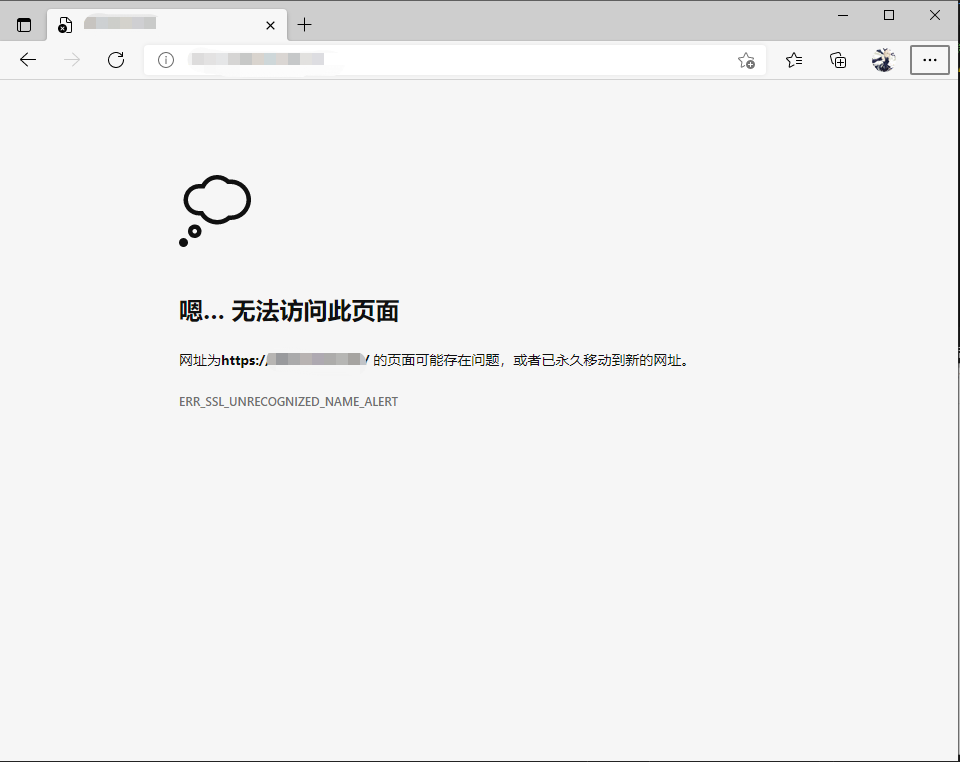 嗯… 无法访问此页面
网址为https:/ / 的页面可能存在问题，或者已永久移动到新的网址。
ERR_SSL_UNRECOGNIZED_NAME_ALERT